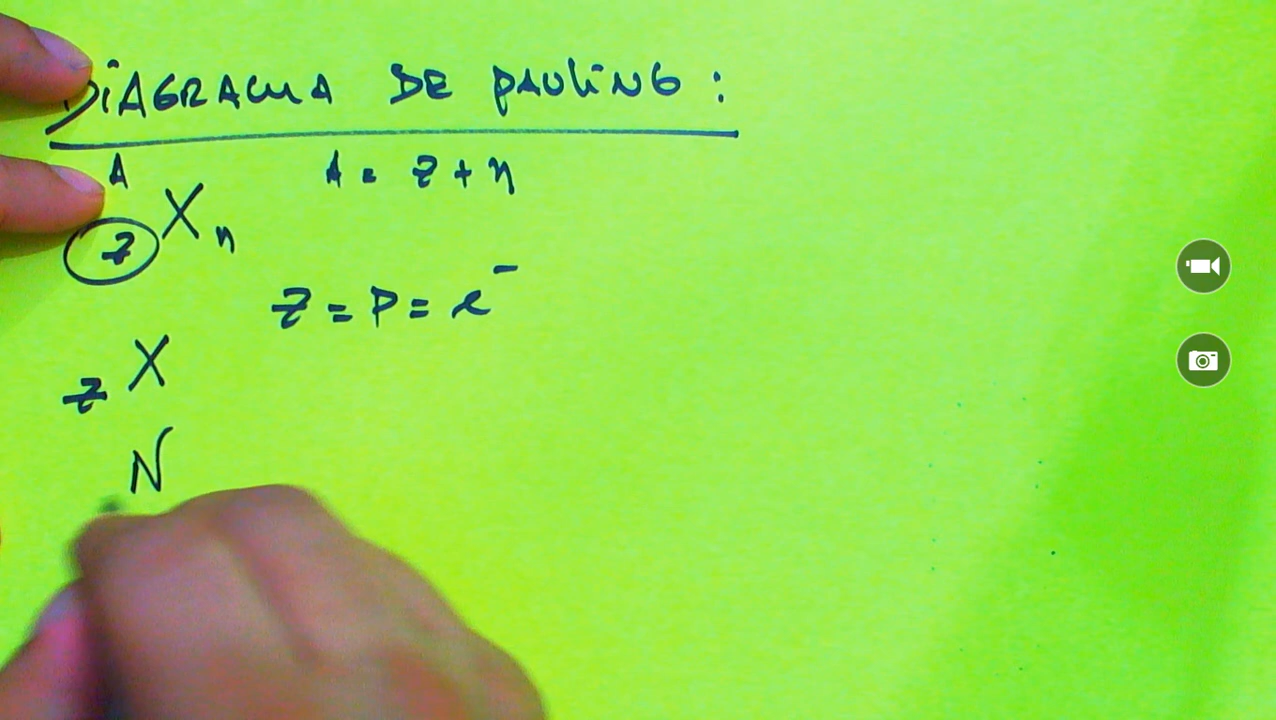 DIAGRAMA DE PAULING:
A
X
Z n
A = Z + n
Z = P = e⁻
Z X
N